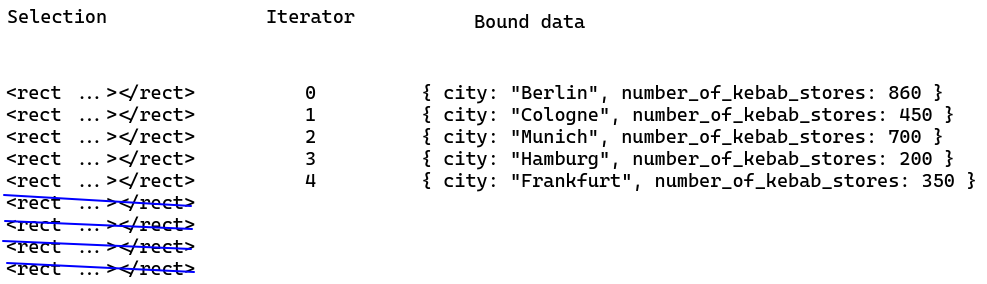 Selection Iterator Bound data
<rect ...></rect> 0 { city: "Berlin", number_of_kebab_stores: 860 }
<rect ...></rect> 1 { city: "Cologne", number_of_kebab_stores: 450 }
<rect ...></rect> 2 { city: "Munich", number_of_kebab_stores: 700 }
<rect ...></rect> 3 { city: "Hamburg", number_of_kebab_stores: 200 }
<rect ...></rect> 4 { city: "Frankfurt", number_of_kebab_stores: 350 }
<rect ...></rect>
<rect ...></rect>
<rect ...></rect>
<rect ...></rect>